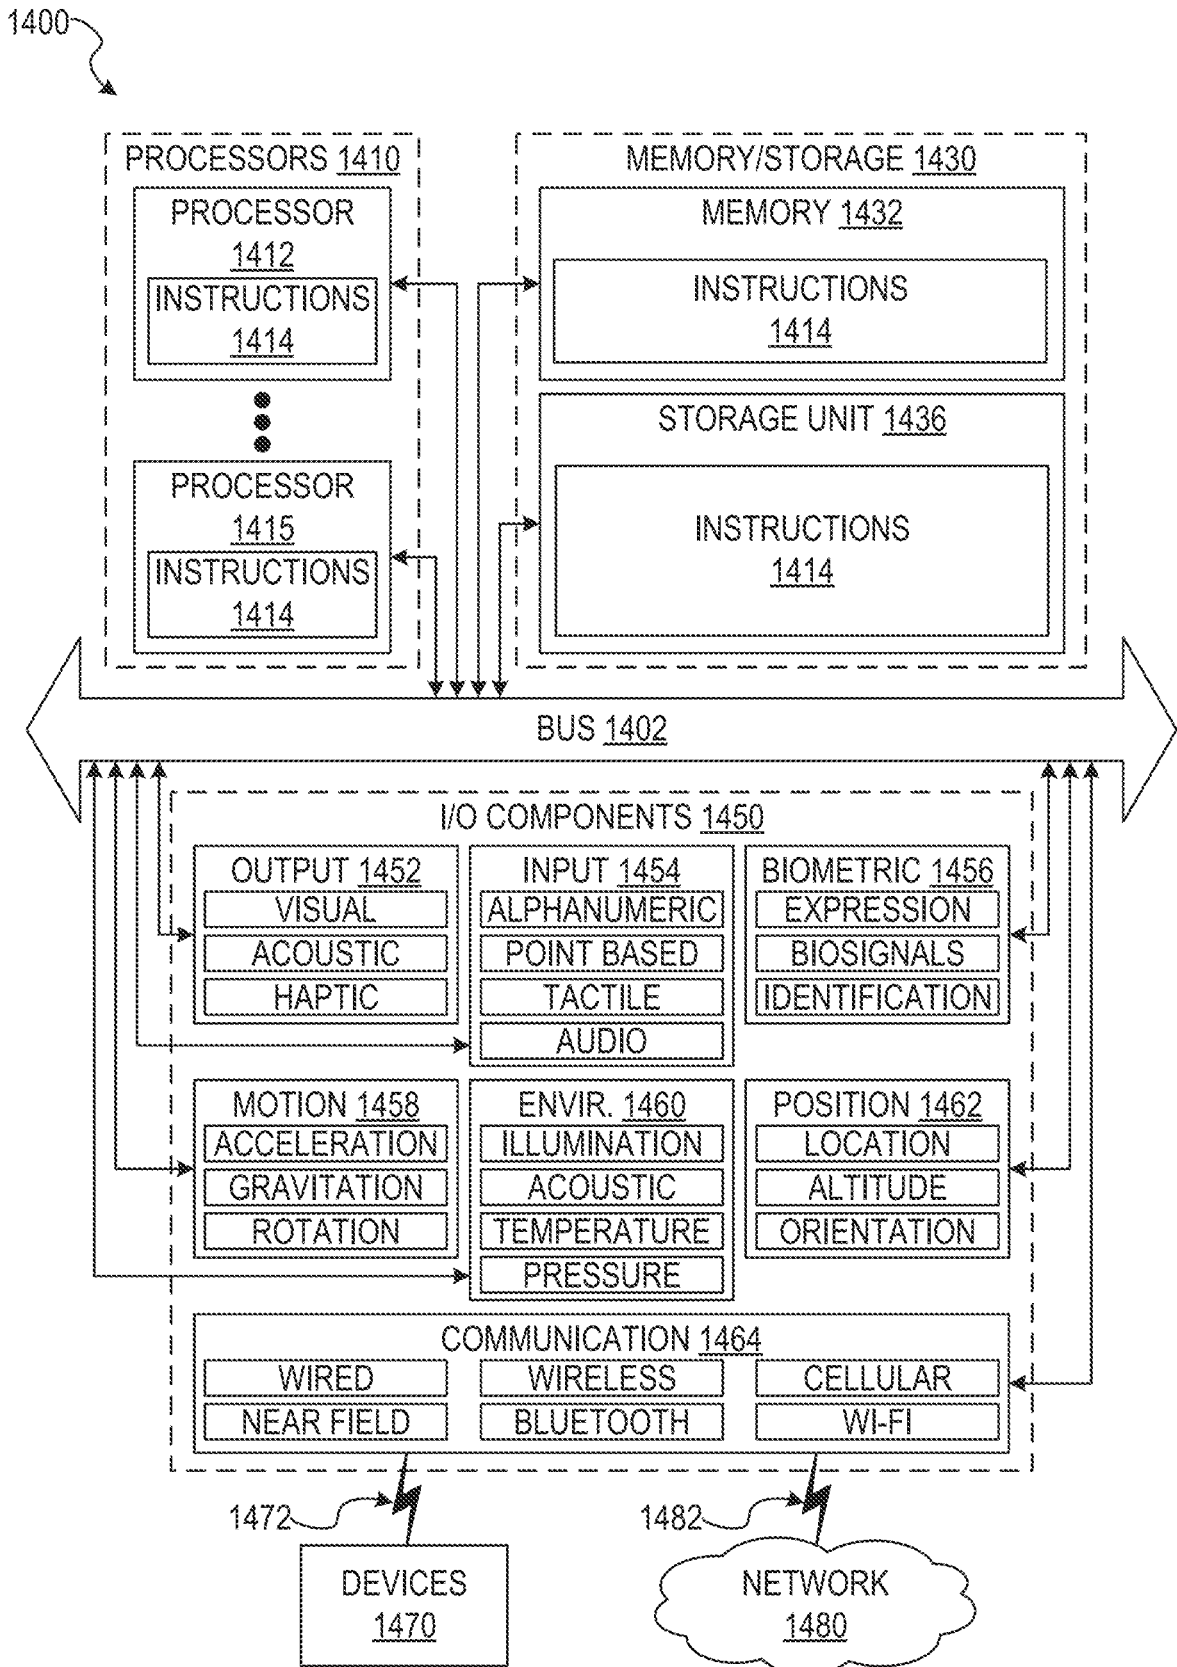 1400
PROCESSORS 1410
PROCESSOR
1412
INSTRUCTIONS
1414
PROCESSOR
1415
INSTRUCTIONS
1414
MEMORY/STORAGE 1430
MEMORY 1432
INSTRUCTIONS
1414
STORAGE UNIT 1436
INSTRUCTIONS
1414
BUS 1402
I/O COMPONENTS 1450
OUTPUT 1452
VISUAL
ACOUSTIC
HAPTIC
INPUT 1454
ALPHANUMERIC
POINT BASED
TACTILE
AUDIO
BIOMETRIC 1456
EXPRESSION
BIOSIGNALS
IDENTIFICATION
MOTION 1458
ACCELERATION
GRAVITATION
ROTATION
ENVIR. 1460
ILLUMINATION
ACOUSTIC
TEMPERATURE
PRESSURE
POSITION 1462
LOCATION
ALTITUDE
ORIENTATION
COMMUNICATION 1464
WIRED
WIRELESS
CELLULAR
NEAR FIELD
BLUETOOTH
WI-FI
1472
1482
DEVICES
1470
NETWORK
1480